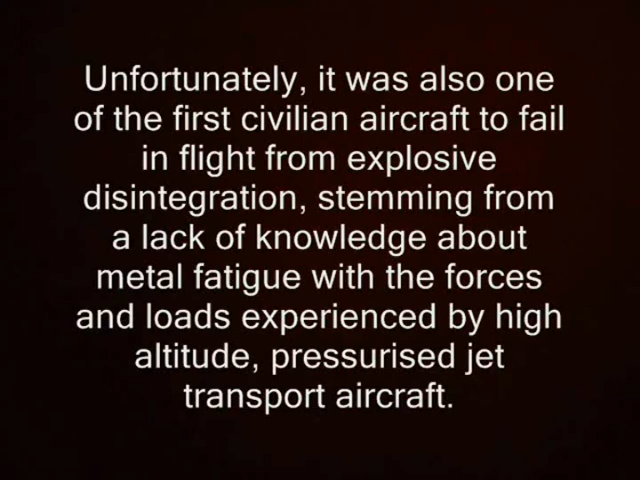 Unfortunately, it was also one
of the first civilian aircraft to fail
in flight from explosive
disintegration, stemming from
a lack of knowledge about
metal fatigue with the forces
and loads experienced by high
altitude, pressurised jet
transport aircraft.